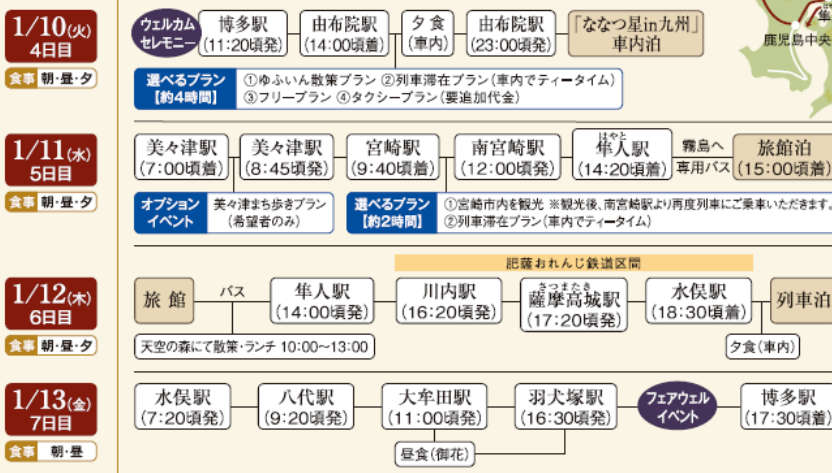 1/10(火)
4日目
食事 朝・昼・夕
ウェルカム
セレモニー
博多駅
(11:20頃発)
由布院駅
(14:00頃着)
夕食
(車内)
由布院駅
(23:00頃発)
「ななつ星in九州」
車内泊
選べるプラン
【約4時間】
①ゆふいん散策プラン ②列車滞在プラン(車内でティータイム)
③フリープラン ④タクシープラン(要追加代金)
鹿児島中央
1/11(水)
5日目
食事 朝・昼・夕
美々津駅
(7:00頃着)
美々津駅
(8:45頃発)
宮崎駅
(9:40頃着)
南宮崎駅
(12:00頃発)
はやと
隼人駅
(14:20頃着)
霧島へ
専用バス
旅館泊
(15:00頃着)
オプション
イベント
美々津まち歩きプラン
(希望者のみ)
選べるプラン
【約2時間】
①宮崎市内を観光 ※観光後、南宮崎駅より再度列車にご乗車いただきます。
②列車滞在プラン(車内でティータイム)
1/12(木)
6日目
食事 朝・昼・夕
肥薩おれんじ鉄道区間
旅館
バス
隼人駅
(14:00頃発)
川内駅
(16:20頃発)
さつまたき
薩摩高城駅
(17:20頃発)
水俣駅
(18:30頃着)
列車泊
天空の森にて散策・ランチ 10:00〜13:00
夕食(車内)
1/13(金)
7日目
食事 朝・昼
水俣駅
(7:20頃発)
八代駅
(9:20頃発)
大牟田駅
(11:00頃発)
羽犬塚駅
(16:30頃発)
フェアウェル
イベント
博多駅
(17:30頃着)
昼食(御花)